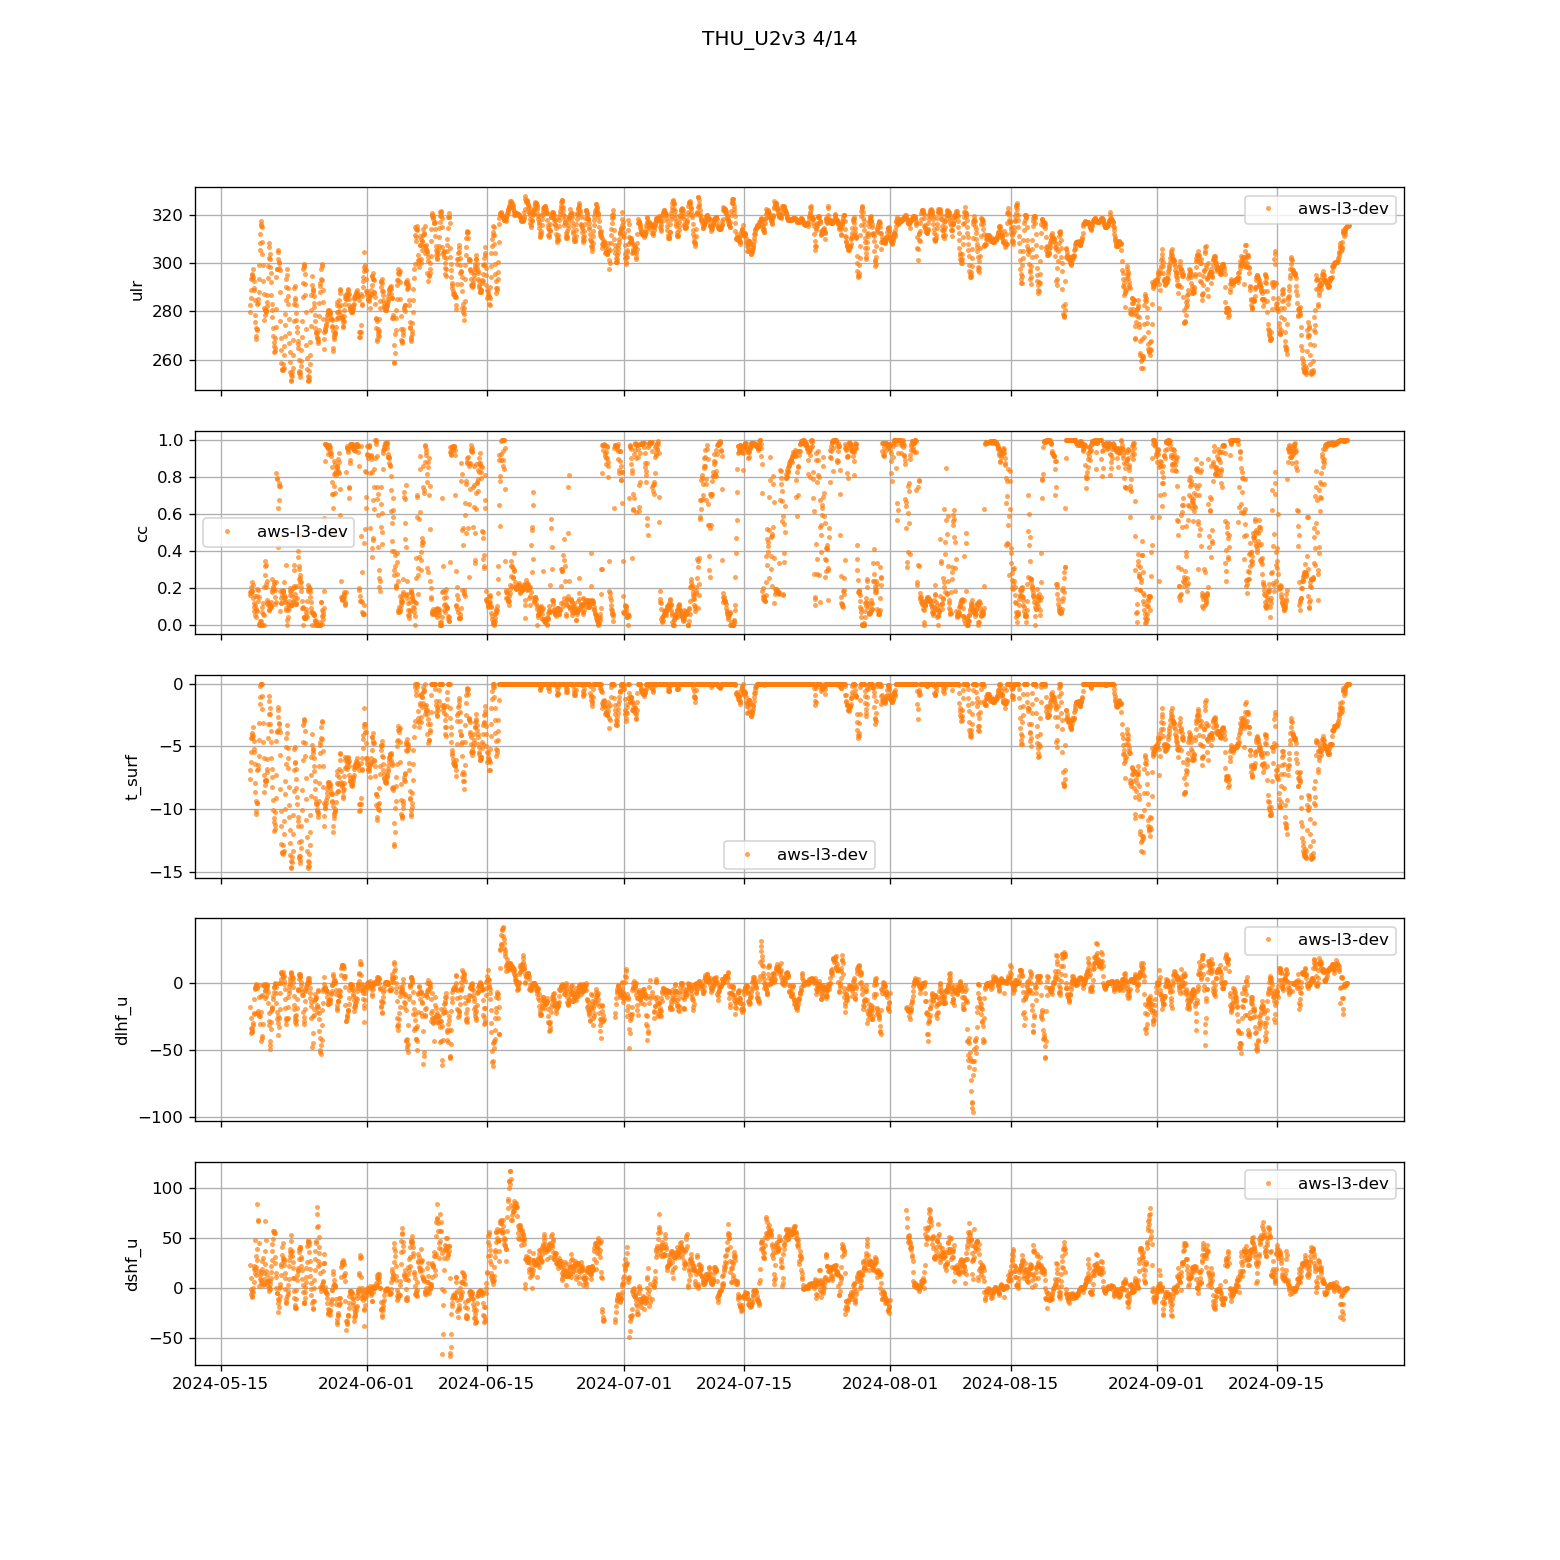 THU_U2v3 4/14
320
300
280
260
ulr
aws-l3-dev
1.0
0.8
0.6
0.4
0.2
0.0
cc
aws-l3-dev
0
−5
−10
−15
t_surf
aws-l3-dev
0
−50
−100
dlhf_u
aws-l3-dev
100
50
0
−50
dshf_u
aws-l3-dev
2024-05-15 2024-06-01 2024-06-15 2024-07-01 2024-07-15 2024-08-01 2024-08-15 2024-09-01 2024-09-15